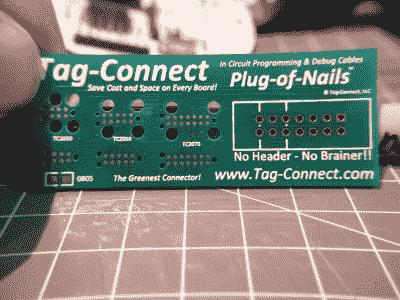 Tag-Connect
in Circuit Programming & Debug Cables
Save Cost and Space on Every Board!
Plug-of-Nails™
© Tag-Connect, LLC
TC2030
TC2050
TC2070
No Header - No Brainer!!
0805
The Greenest Connector!
www.Tag-Connect.com